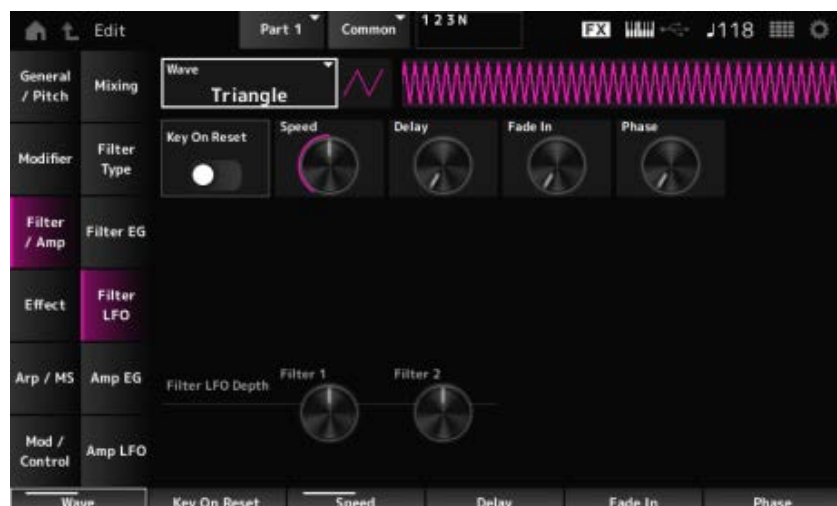 Edit
Part 1
Common
1 2 3 N
FX
♩118
General / Pitch
Mixing
Wave
Triangle
Modifier
Filter Type
Key On Reset
Speed
Delay
Fade In
Phase
Filter / Amp
Filter EG
Effect
Filter LFO
Arp / MS
Amp EG
Filter LFO Depth
Filter 1
Filter 2
Mod / Control
Amp LFO
Wave
Key On Reset
Speed
Delay
Fade In
Phase